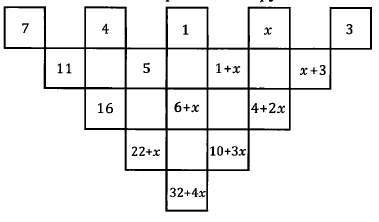 7 4 1 x 3
11 5 1+x x+3
16 6+x 4+2x
22+x 10+3x
32+4x